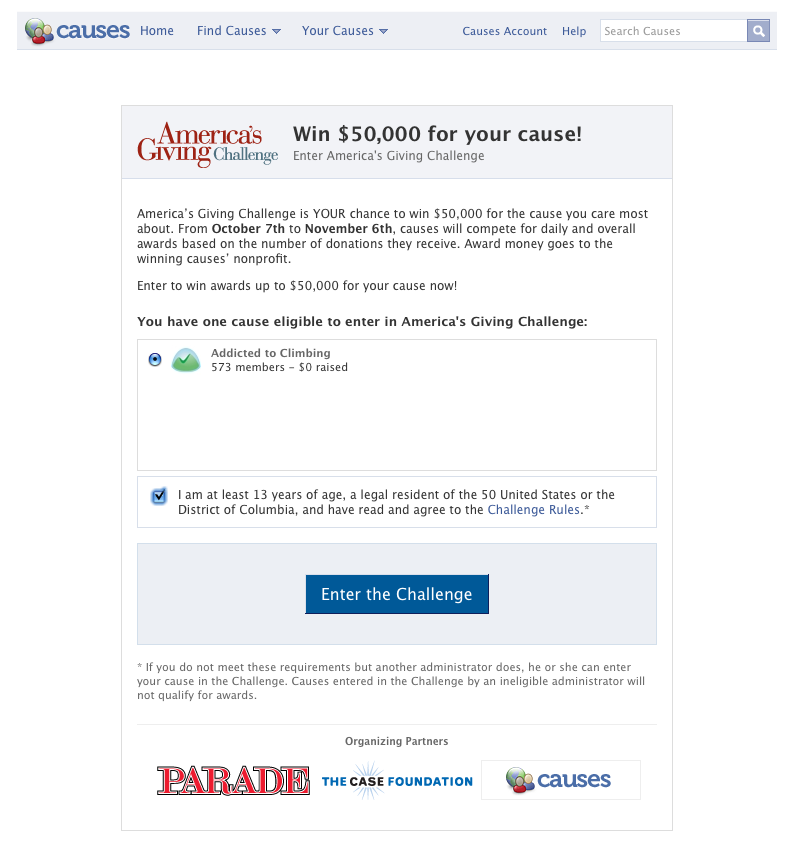 causes Home Find Causes Your Causes Causes Account Help Search Causes
America's
Giving Challenge
Win $50,000 for your cause!
Enter America's Giving Challenge
America's Giving Challenge is YOUR chance to win $50,000 for the cause you care most
about. From October 7th to November 6th, causes will compete for daily and overall
awards based on the number of donations they receive. Award money goes to the
winning causes' nonprofit.
Enter to win awards up to $50,000 for your cause now!
You have one cause eligible to enter in America's Giving Challenge:
Addicted to Climbing
573 members – $0 raised
I am at least 13 years of age, a legal resident of the 50 United States or the
District of Columbia, and have read and agree to the Challenge Rules.*
Enter the Challenge
* If you do not meet these requirements but another administrator does, he or she can enter
your cause in the Challenge. Causes entered in the Challenge by an ineligible administrator will
not qualify for awards.
Organizing Partners
PARADE THE CASE FOUNDATION causes